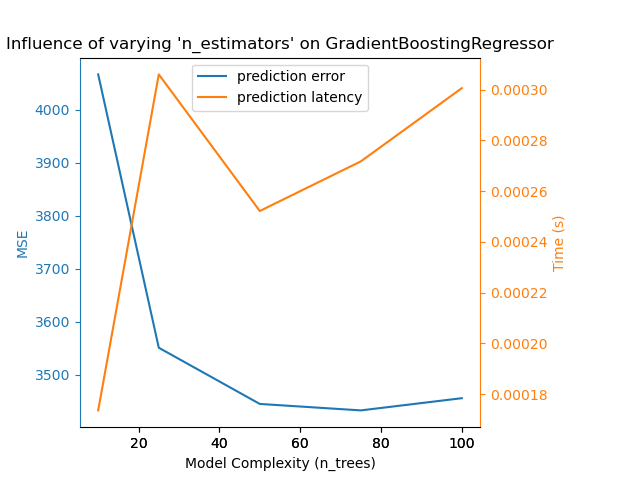 Influence of varying 'n_estimators' on GradientBoostingRegressor
prediction error
prediction latency
4000
3900
3800
3700
3600
3500
MSE
0.00030
0.00028
0.00026
0.00024
0.00022
0.00020
0.00018
Time (s)
20 40 60 80 100
Model Complexity (n_trees)